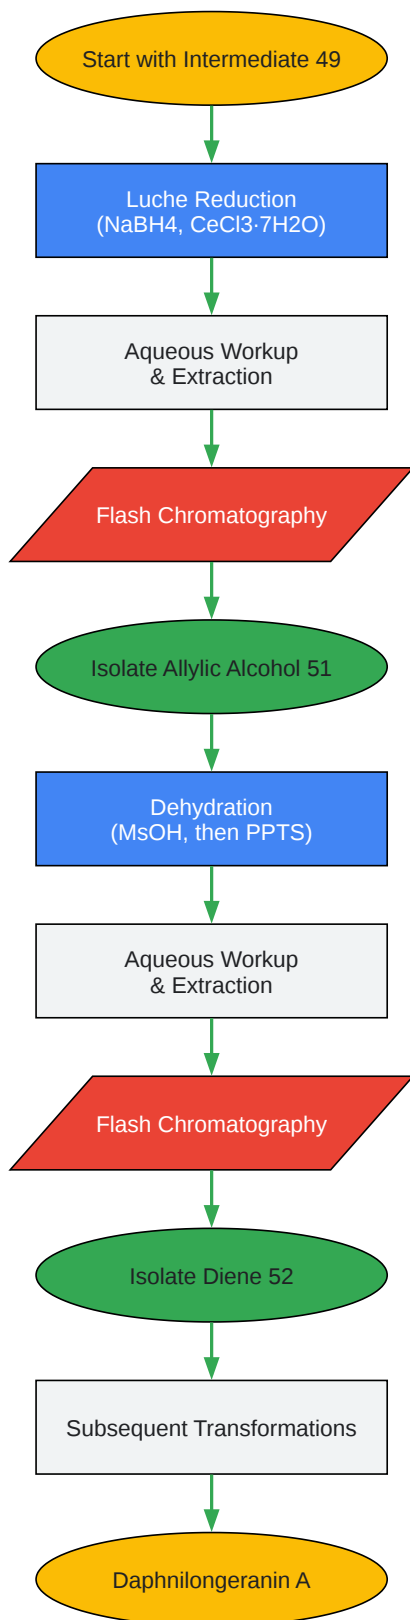 Start with Intermediate 49
Luche Reduction
(NaBH4, CeCl3·7H2O)
Aqueous Workup
& Extraction
Flash Chromatography
Isolate Allylic Alcohol 51
Dehydration
(MsOH, then PPTS)
Aqueous Workup
& Extraction
Flash Chromatography
Isolate Diene 52
Subsequent Transformations
Daphnilongeranin A